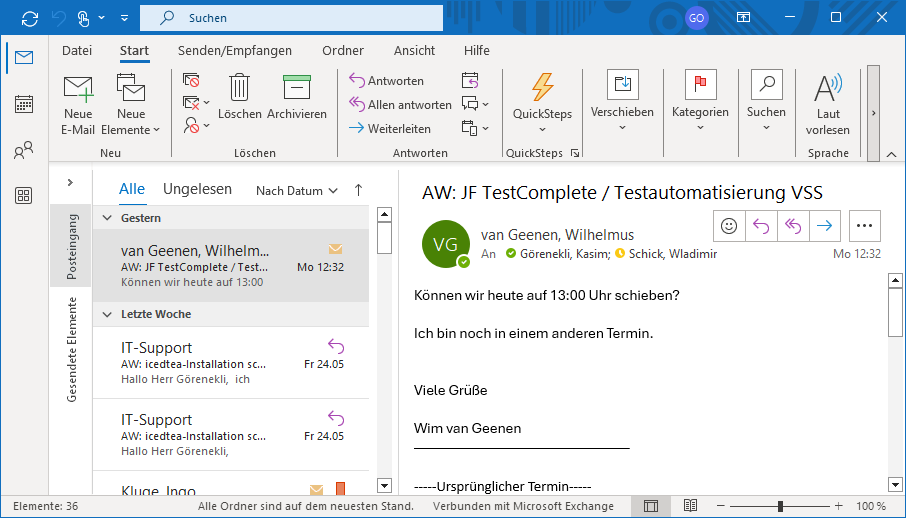 Suchen
GO
Datei Start Senden/Empfangen Ordner Ansicht Hilfe
Neue
E-Mail
Neue
Elemente
Neu
Löschen
Archivieren
Löschen
Antworten
Allen antworten
Weiterleiten
Antworten
QuickSteps
QuickSteps
Verschieben
Kategorien
Suchen
Laut
vorlesen
Sprache
Posteingang
Gesendete Elemente
Alle Ungelesen Nach Datum
Gestern
van Geenen, Wilhelm...
AW: JF TestComplete / Test... Mo 12:32
Können wir heute auf 13:00
Letzte Woche
IT-Support
AW: icedtea-Installation sc... Fr 24.05
Hallo Herr Görenekli, ich
IT-Support
AW: icedtea-Installation sc... Fr 24.05
Hallo Herr Görenekli,
Kluge, Ingo
AW: JF TestComplete / Testautomatisierung VSS
VG
van Geenen, Wilhelmus
An Görenekli, Kasim; Schick, Wladimir
Mo 12:32
Können wir heute auf 13:00 Uhr schieben?
Ich bin noch in einem anderen Termin.
Viele Grüße
Wim van Geenen
-----Ursprünglicher Termin-----
Elemente: 36 Alle Ordner sind auf dem neuesten Stand. Verbunden mit Microsoft Exchange 100 %